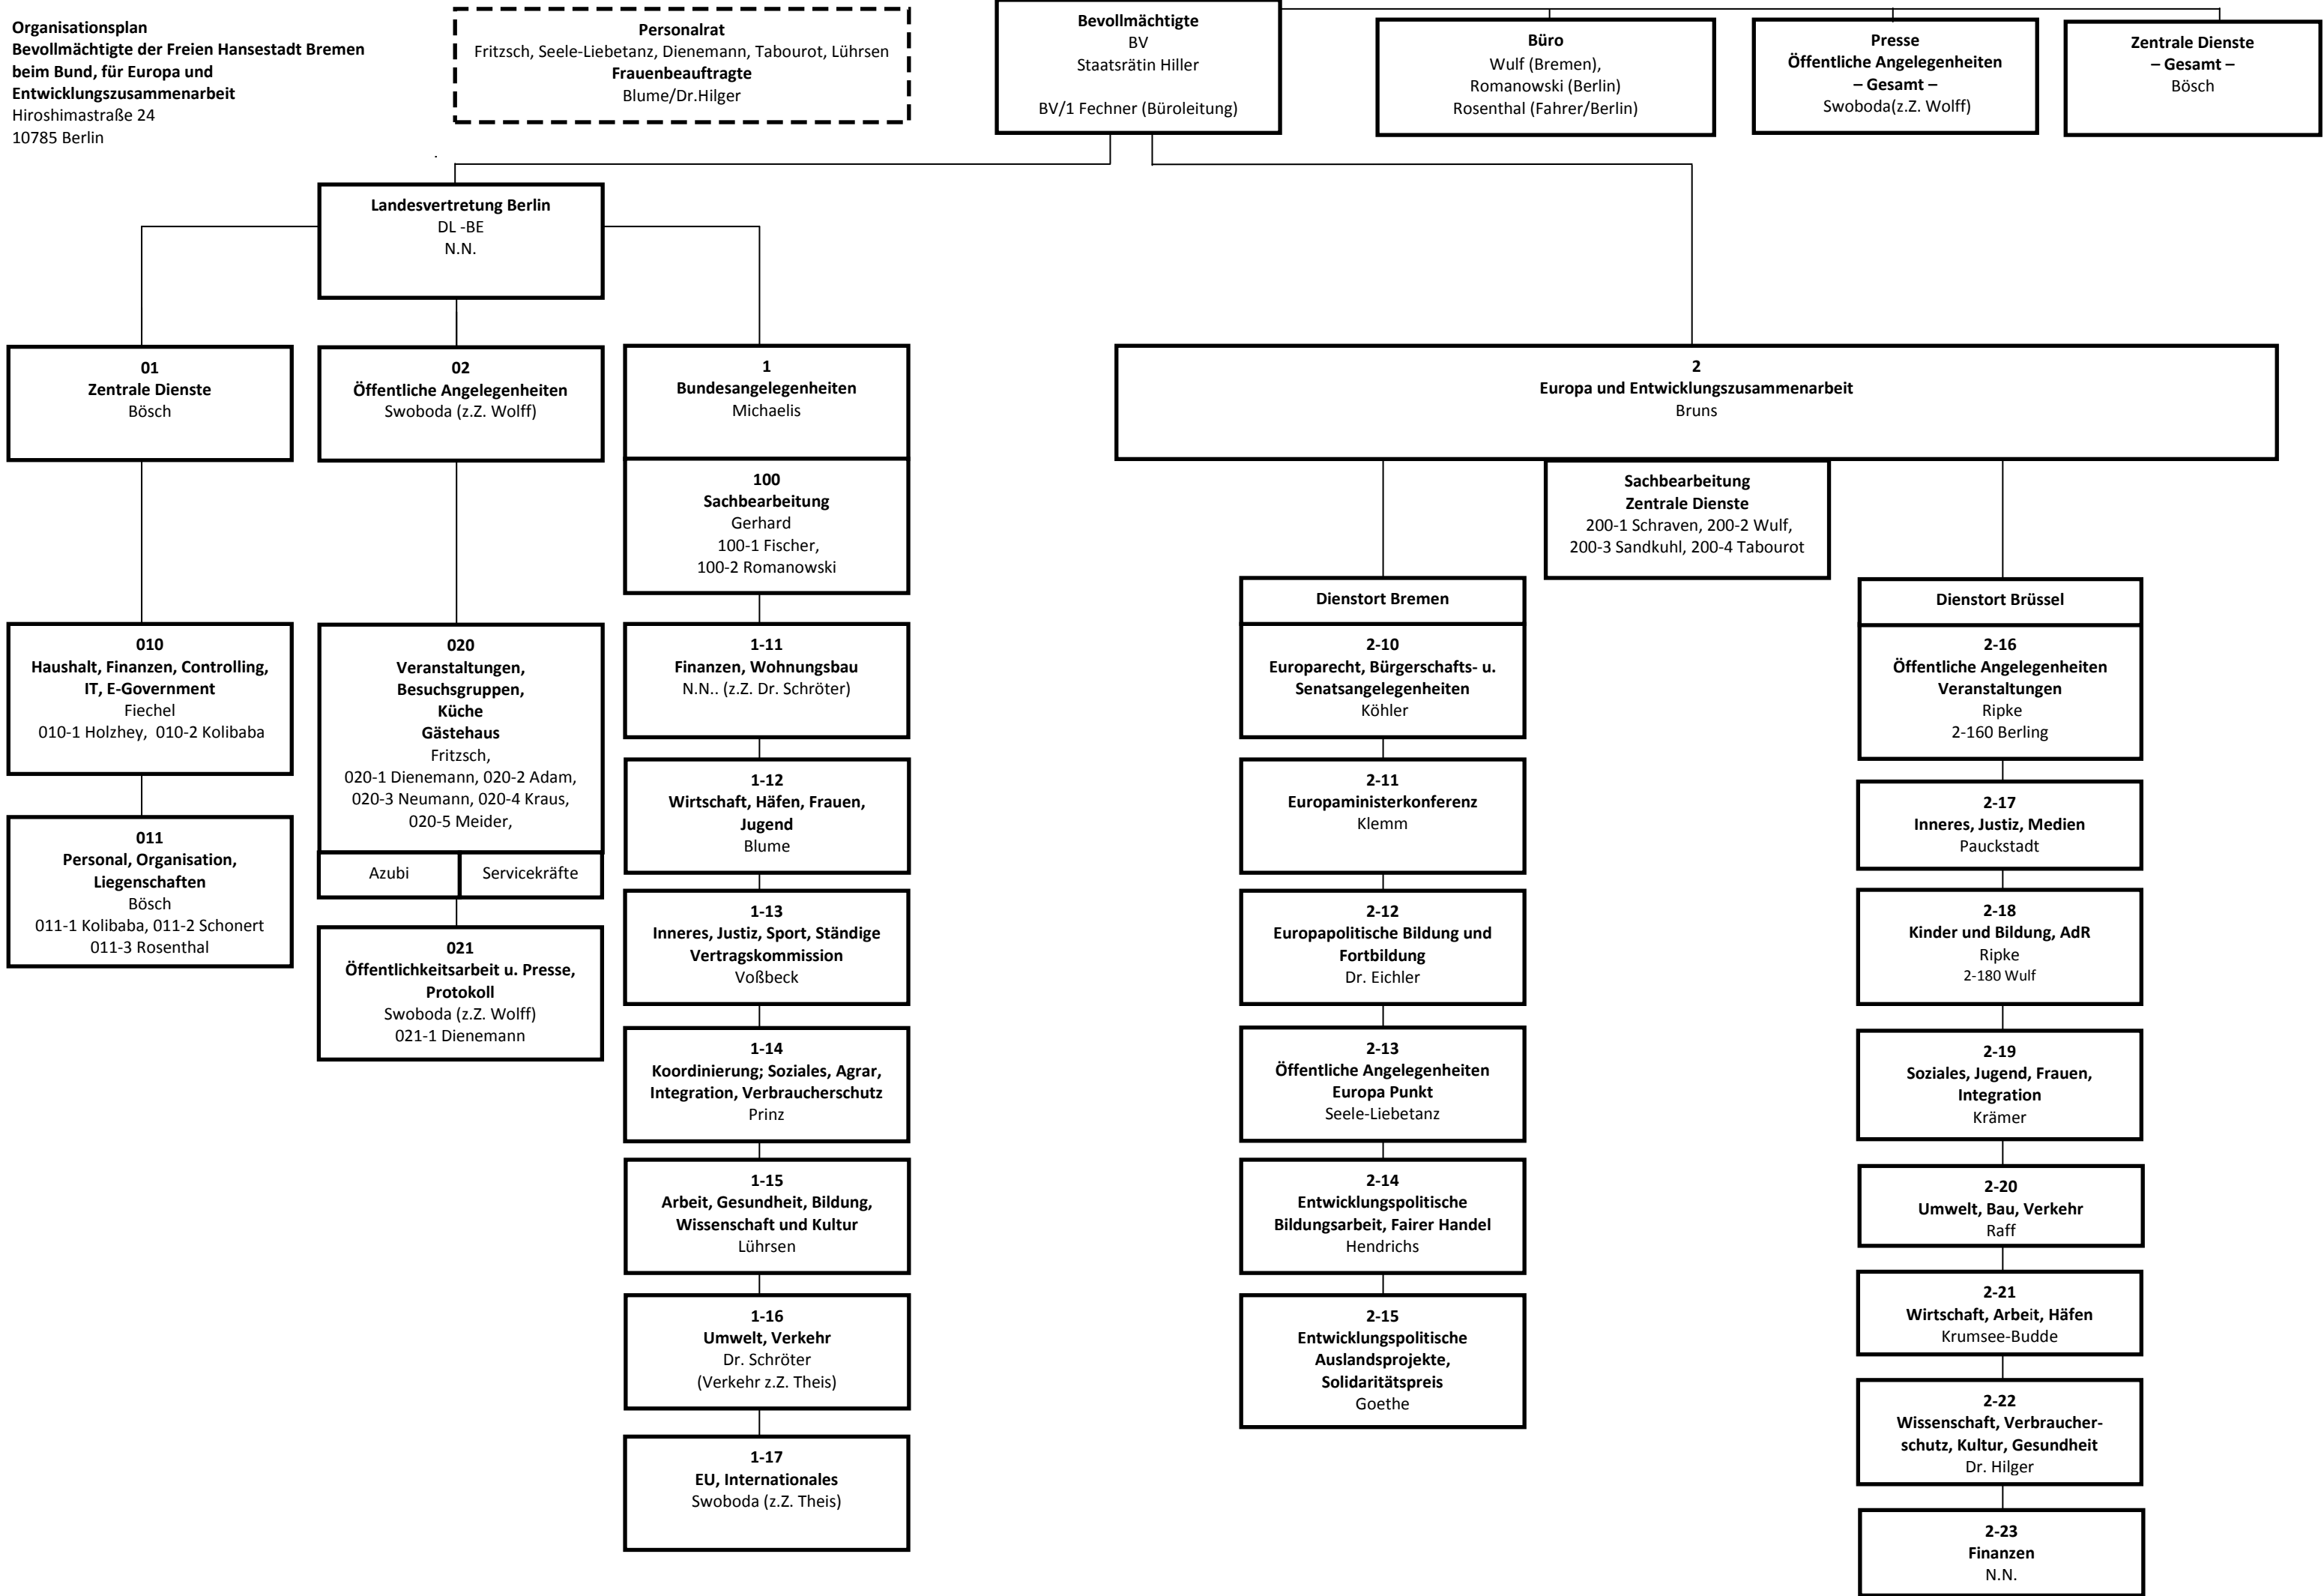 Organisationsplan
Bevollmächtigte der Freien Hansestadt Bremen
beim Bund, für Europa und
Entwicklungszusammenarbeit
Hiroshimastraße 24
10785 Berlin
Personalrat
Fritzsch, Seele-Liebetanz, Dienemann, Tabourot, Lührsen
Frauenbeauftragte
Blume/Dr.Hilger
Bevollmächtigte
BV
Staatsrätin Hiller
BV/1 Fechner (Büroleitung)
Büro
Wulf (Bremen),
Romanowski (Berlin)
Rosenthal (Fahrer/Berlin)
Presse
Öffentliche Angelegenheiten
– Gesamt –
Swoboda(z.Z. Wolff)
Zentrale Dienste
– Gesamt –
Bösch
Landesvertretung Berlin
DL -BE
N.N.
01
Zentrale Dienste
Bösch
02
Öffentliche Angelegenheiten
Swoboda (z.Z. Wolff)
1
Bundesangelegenheiten
Michaelis
100
Sachbearbeitung
Gerhard
100-1 Fischer,
100-2 Romanowski
2
Europa und Entwicklungszusammenarbeit
Bruns
Sachbearbeitung
Zentrale Dienste
200-1 Schraven, 200-2 Wulf,
200-3 Sandkuhl, 200-4 Tabourot
010
Haushalt, Finanzen, Controlling,
IT, E-Government
Fiechel
010-1 Holzhey, 010-2 Kolibaba
011
Personal, Organisation,
Liegenschaften
Bösch
011-1 Kolibaba, 011-2 Schonert
011-3 Rosenthal
020
Veranstaltungen,
Besuchsgruppen,
Küche
Gästehaus
Fritzsch,
020-1 Dienemann, 020-2 Adam,
020-3 Neumann, 020-4 Kraus,
020-5 Meider,
Azubi
Servicekräfte
021
Öffentlichkeitsarbeit u. Presse,
Protokoll
Swoboda (z.Z. Wolff)
021-1 Dienemann
1-11
Finanzen, Wohnungsbau
N.N.. (z.Z. Dr. Schröter)
1-12
Wirtschaft, Häfen, Frauen,
Jugend
Blume
1-13
Inneres, Justiz, Sport, Ständige
Vertragskommission
Voßbeck
1-14
Koordinierung; Soziales, Agrar,
Integration, Verbraucherschutz
Prinz
1-15
Arbeit, Gesundheit, Bildung,
Wissenschaft und Kultur
Lührsen
1-16
Umwelt, Verkehr
Dr. Schröter
(Verkehr z.Z. Theis)
1-17
EU, Internationales
Swoboda (z.Z. Theis)
Dienstort Bremen
2-10
Europarecht, Bürgerschafts- u.
Senatsangelegenheiten
Köhler
2-11
Europaministerkonferenz
Klemm
2-12
Europapolitische Bildung und
Fortbildung
Dr. Eichler
2-13
Öffentliche Angelegenheiten
Europa Punkt
Seele-Liebetanz
2-14
Entwicklungspolitische
Bildungsarbeit, Fairer Handel
Hendrichs
2-15
Entwicklungspolitische
Auslandsprojekte,
Solidaritätspreis
Goethe
Dienstort Brüssel
2-16
Öffentliche Angelegenheiten
Veranstaltungen
Ripke
2-160 Berling
2-17
Inneres, Justiz, Medien
Pauckstadt
2-18
Kinder und Bildung, AdR
Ripke
2-180 Wulf
2-19
Soziales, Jugend, Frauen,
Integration
Krämer
2-20
Umwelt, Bau, Verkehr
Raff
2-21
Wirtschaft, Arbeit, Häfen
Krumsee-Budde
2-22
Wissenschaft, Verbraucher-
schutz, Kultur, Gesundheit
Dr. Hilger
2-23
Finanzen
N.N.